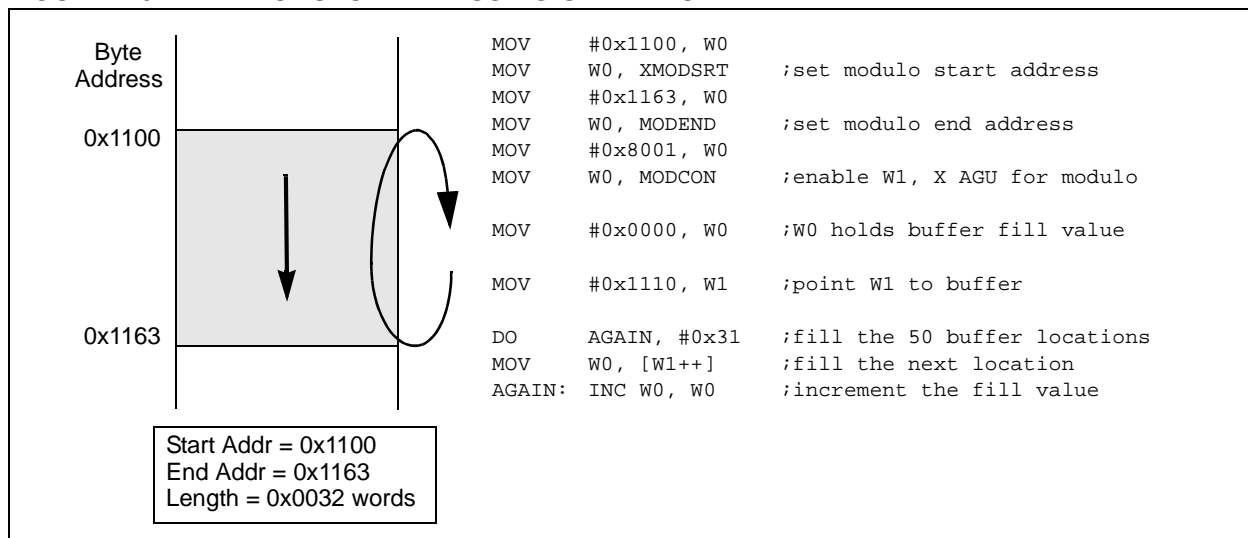 Byte
Address
0x1100
0x1163
MOV #0x1100, W0
MOV W0, XMODSRT ;set modulo start address
MOV #0x1163, W0
MOV W0, MODEND ;set modulo end address
MOV #0x8001, W0
MOV W0, MODCON ;enable W1, X AGU for modulo
MOV #0x0000, W0 ;W0 holds buffer fill value
MOV #0x1110, W1 ;point W1 to buffer
DO AGAIN, #0x31 ;fill the 50 buffer locations
MOV W0, [W1++] ;fill the next location
AGAIN: INC W0, W0 ;increment the fill value
Start Addr = 0x1100
End Addr = 0x1163
Length = 0x0032 words